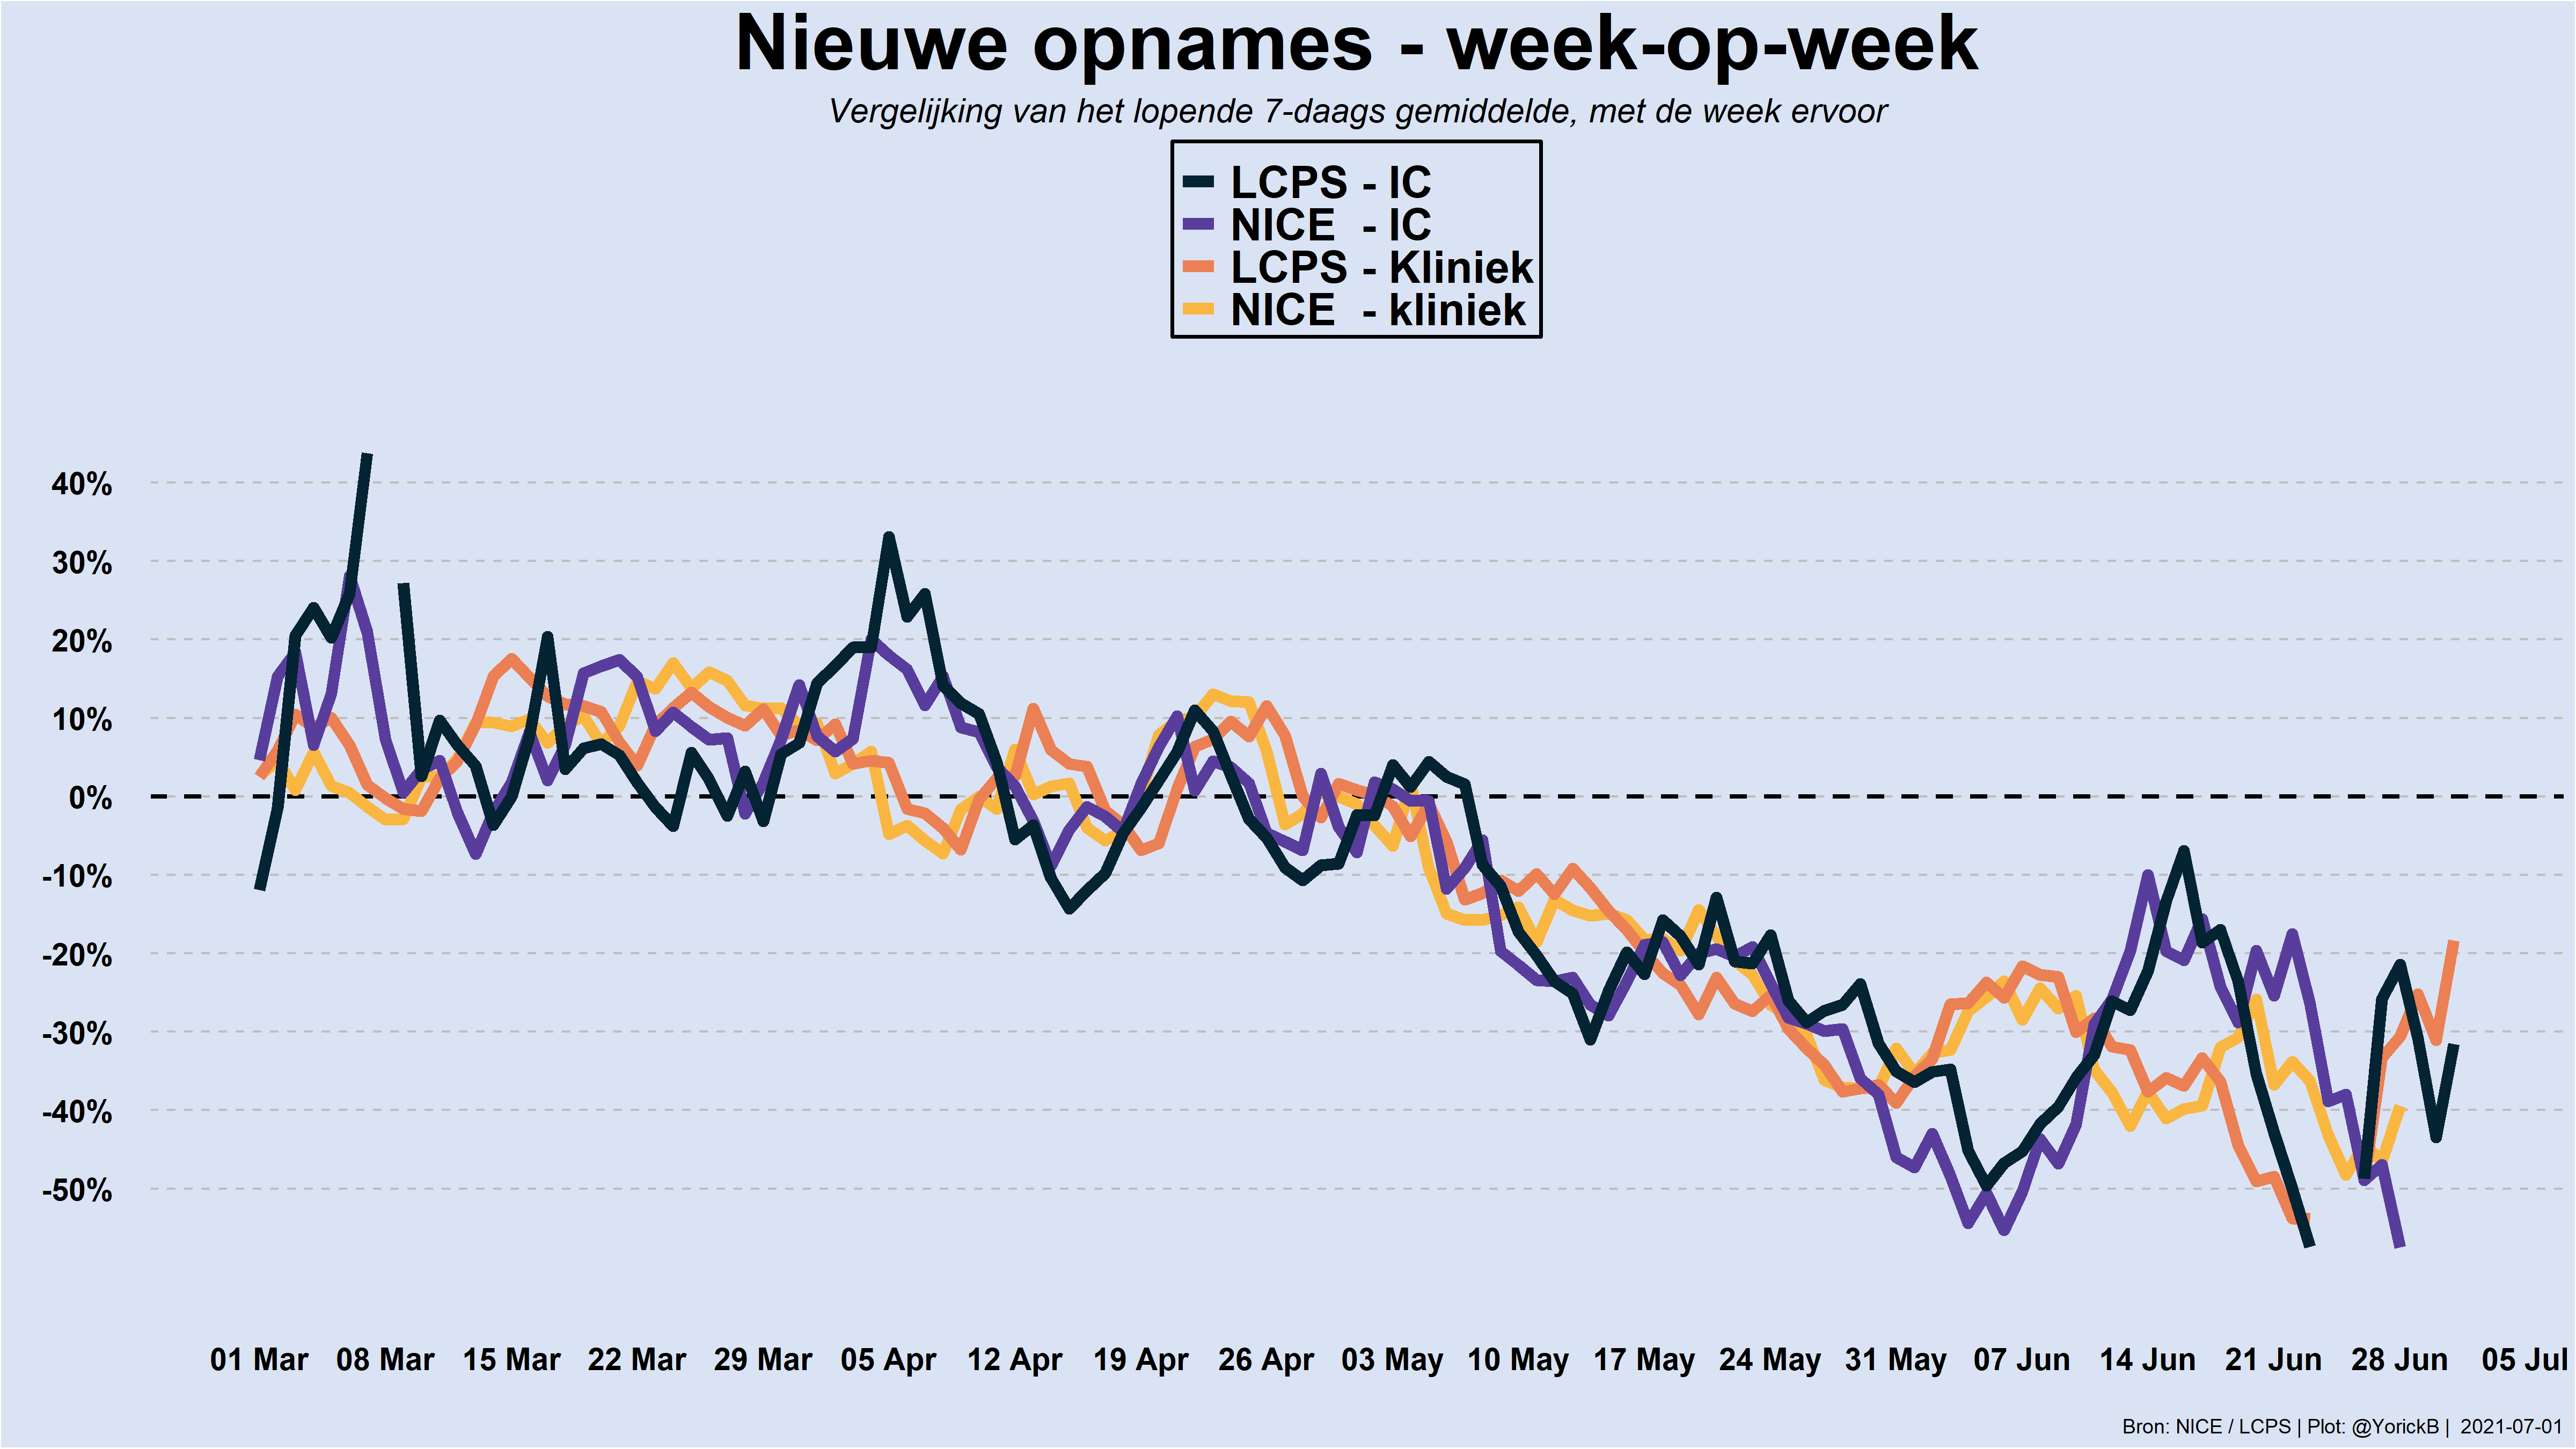 Nieuwe opnames - week-op-week
Vergelijking van het lopende 7-daags gemiddelde, met de week ervoor
LCPS - IC
NICE - IC
LCPS - Kliniek
NICE - kliniek
40%
30%
20%
10%
0%
-10%
-20%
-30%
-40%
-50%
01 Mar 08 Mar 15 Mar 22 Mar 29 Mar 05 Apr 12 Apr 19 Apr 26 Apr 03 May 10 May 17 May 24 May 31 May 07 Jun 14 Jun 21 Jun 28 Jun 05 Jul
Bron: NICE / LCPS | Plot: @YorickB | 2021-07-01